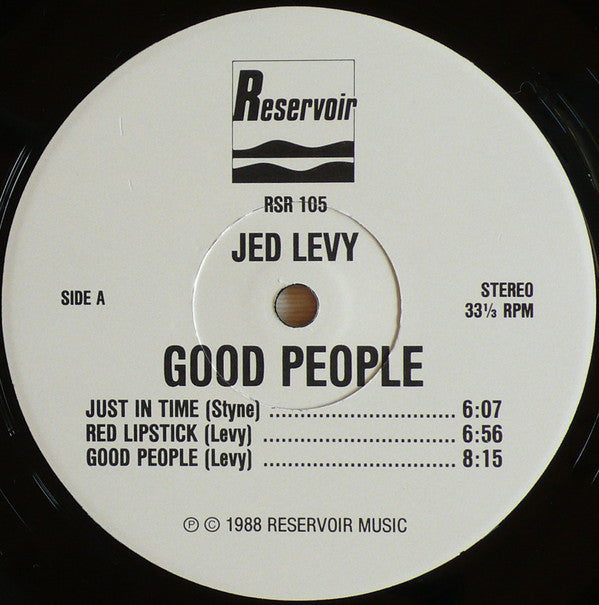 Reservoir
RSR 105
JED LEVY
SIDE A
STEREO
33⅓ RPM
GOOD PEOPLE
JUST IN TIME (Styne) ................................ 6:07
RED LIPSTICK (Levy) ................................ 6:56
GOOD PEOPLE (Levy) ................................ 8:15
℗ © 1988 RESERVOIR MUSIC